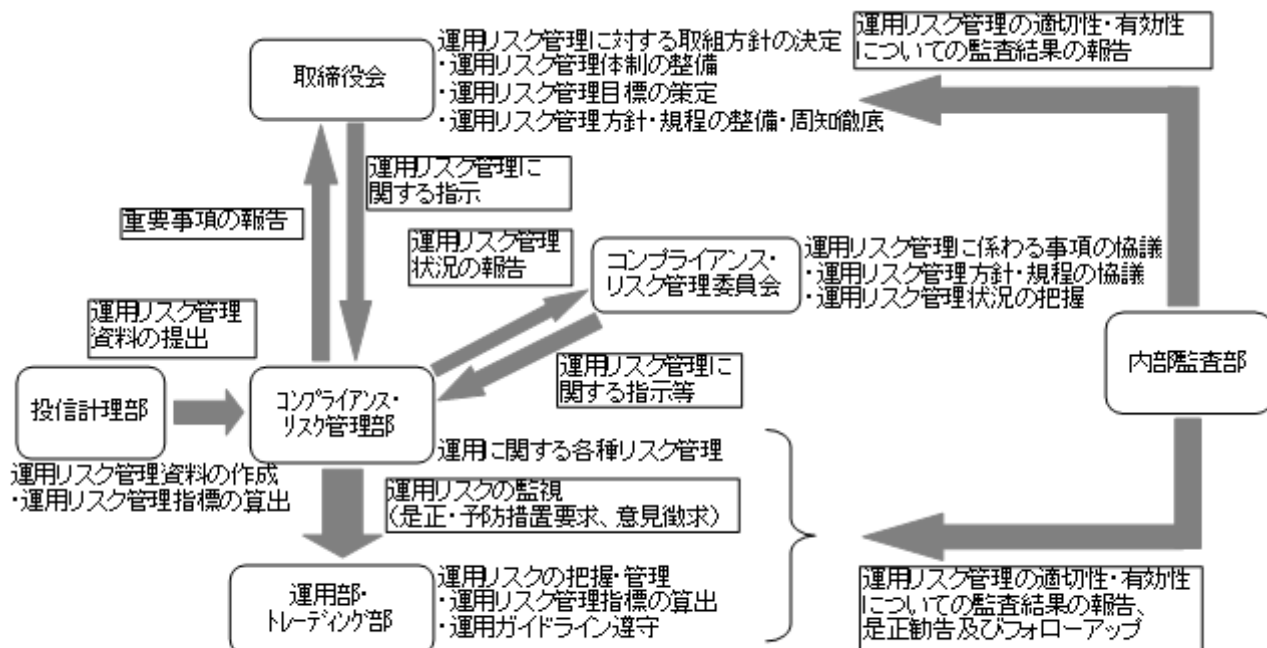 運用リスク管理に対する取組方針の決定
・運用リスク管理体制の整備
・運用リスク管理目標の策定
・運用リスク管理方針・規程の整備・周知徹底
取締役会
運用リスク管理の適切性・有効性
についての監査結果の報告
運用リスク管理に
関する指示
重要事項の報告
運用リスク管理
状況の報告
コンプライアンス・
リスク管理委員会
運用リスク管理に係わる事項の協議
・運用リスク管理方針・規程の協議
・運用リスク管理状況の把握
運用リスク管理
資料の提出
内部監査部
投信計理部
コンプライアンス・
リスク管理部
運用リスク管理に
関する指示等
運用に関する各種リスク管理
運用リスク管理資料の作成
・運用リスク管理指標の算出
運用リスクの監視
(是正・予防措置要求、意見徴求)
運用部・
トレーディング部
運用リスクの把握・管理
・運用リスク管理指標の算出
・運用ガイドライン遵守
運用リスク管理の適切性・有効性
についての監査結果の報告、
是正勧告及びフォローアップ